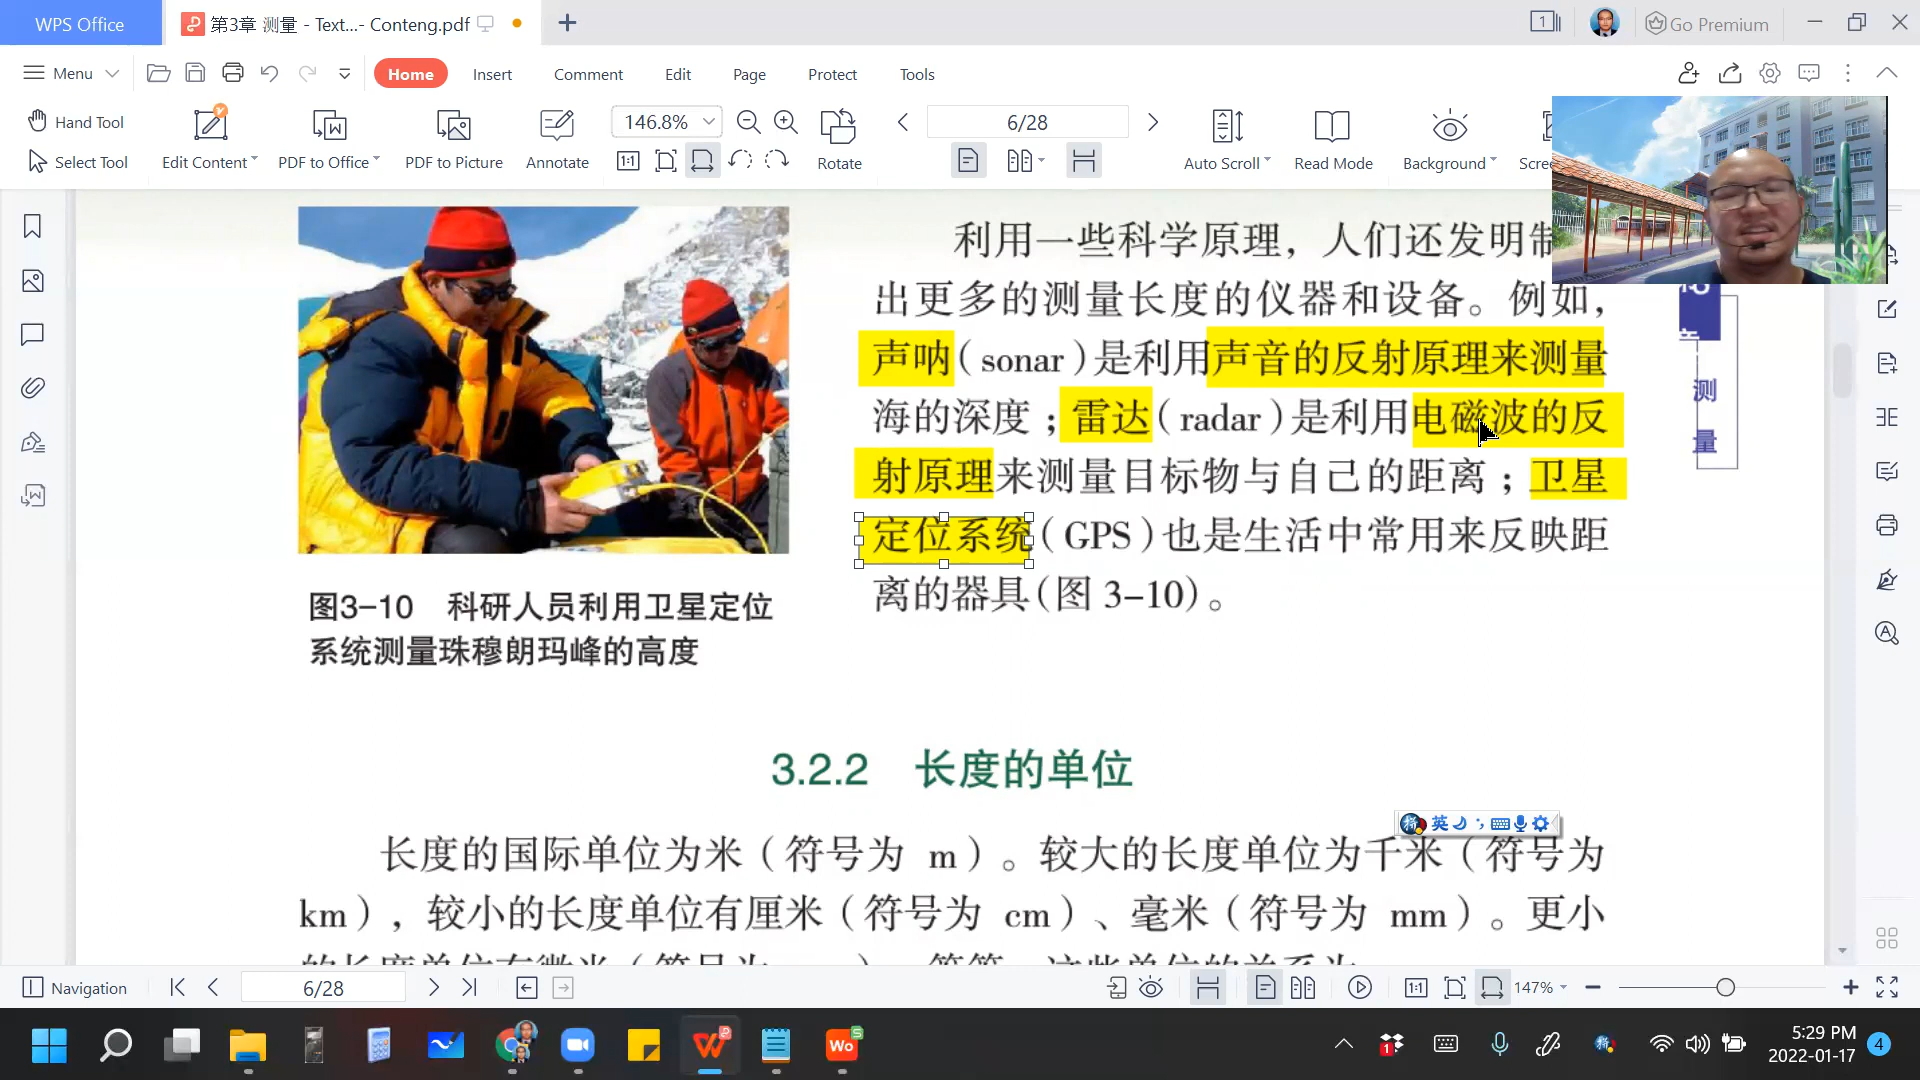 WPS Office
第3章 测量 - Text...- Conteng.pdf
1
Go Premium
Menu
Home
Insert
Comment
Edit
Page
Protect
Tools
Hand Tool
Select Tool
Edit Content
PDF to Office
PDF to Picture
Annotate
146.8%
1:1
Rotate
6/28
Auto Scroll
Read Mode
Background
利用一些科学原理，人们还发明制
出更多的测量长度的仪器和设备。例如，
声呐（sonar）是利用声音的反射原理来测量
海的深度；雷达（radar）是利用电磁波的反
射原理来测量目标物与自己的距离；卫星
定位系统（GPS）也是生活中常用来反映距
离的器具（图 3–10）。
测
量
图3–10 科研人员利用卫星定位
系统测量珠穆朗玛峰的高度
3.2.2 长度的单位
英
长度的国际单位为米（符号为 m）。较大的长度单位为千米（符号为
km），较小的长度单位有厘米（符号为 cm）、毫米（符号为 mm）。更小
Navigation
6/28
1:1
147%
Wo
1
5:29 PM
2022-01-17
4